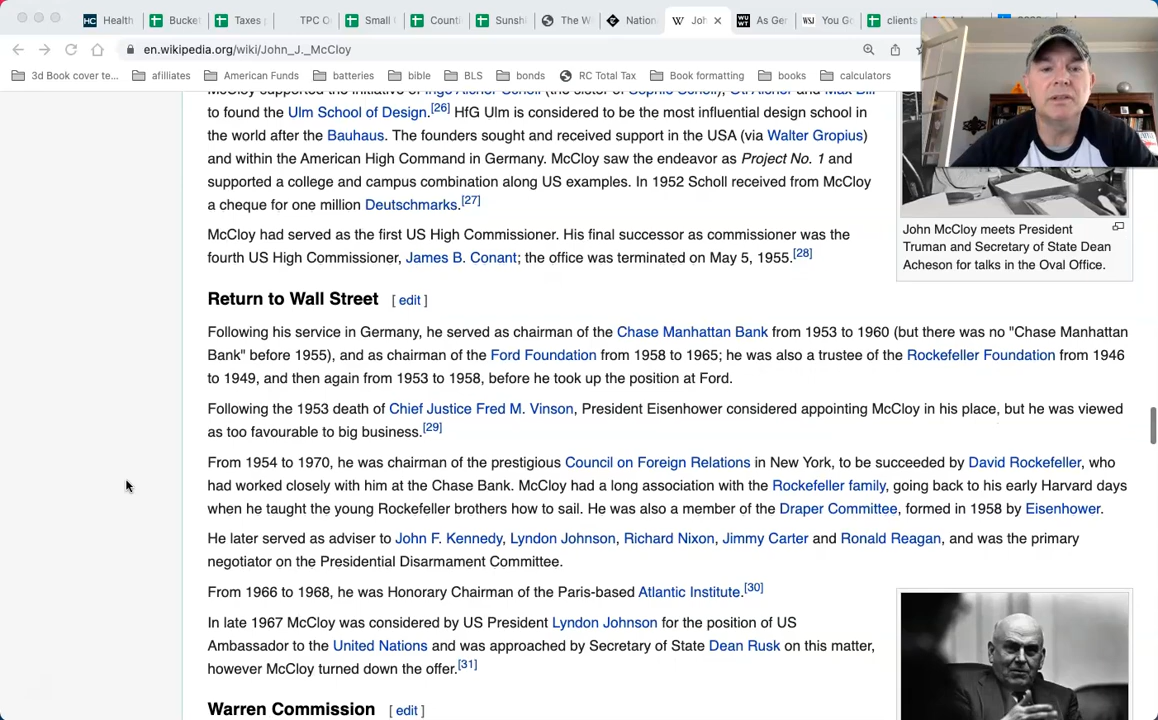 Health
Bucke
Taxes
TPC O
Small
Counti
Sunsh
The W
Nation
Joh
As Ger
You G
clients
en.wikipedia.org/wiki/John_J._McCloy
3d Book cover te...
afiliates
American Funds
batteries
bible
BLS
bonds
RC Total Tax
Book formatting
books
calculators
to found the Ulm School of Design.[26] HfG Ulm is considered to be the most influential design school in
the world after the Bauhaus. The founders sought and received support in the USA (via Walter Gropius)
and within the American High Command in Germany. McCloy saw the endeavor as Project No. 1 and
supported a college and campus combination along US examples. In 1952 Scholl received from McCloy
a cheque for one million Deutschmarks.[27]
McCloy had served as the first US High Commissioner. His final successor as commissioner was the
fourth US High Commissioner, James B. Conant; the office was terminated on May 5, 1955.[28]
John McCloy meets President
Truman and Secretary of State Dean
Acheson for talks in the Oval Office.
Return to Wall Street [ edit ]
Following his service in Germany, he served as chairman of the Chase Manhattan Bank from 1953 to 1960 (but there was no "Chase Manhattan
Bank" before 1955), and as chairman of the Ford Foundation from 1958 to 1965; he was also a trustee of the Rockefeller Foundation from 1946
to 1949, and then again from 1953 to 1958, before he took up the position at Ford.
Following the 1953 death of Chief Justice Fred M. Vinson, President Eisenhower considered appointing McCloy in his place, but he was viewed
as too favourable to big business.[29]
From 1954 to 1970, he was chairman of the prestigious Council on Foreign Relations in New York, to be succeeded by David Rockefeller, who
had worked closely with him at the Chase Bank. McCloy had a long association with the Rockefeller family, going back to his early Harvard days
when he taught the young Rockefeller brothers how to sail. He was also a member of the Draper Committee, formed in 1958 by Eisenhower.
He later served as adviser to John F. Kennedy, Lyndon Johnson, Richard Nixon, Jimmy Carter and Ronald Reagan, and was the primary
negotiator on the Presidential Disarmament Committee.
From 1966 to 1968, he was Honorary Chairman of the Paris-based Atlantic Institute.[30]
In late 1967 McCloy was considered by US President Lyndon Johnson for the position of US
Ambassador to the United Nations and was approached by Secretary of State Dean Rusk on this matter,
however McCloy turned down the offer.[31]
Warren Commission [ edit ]